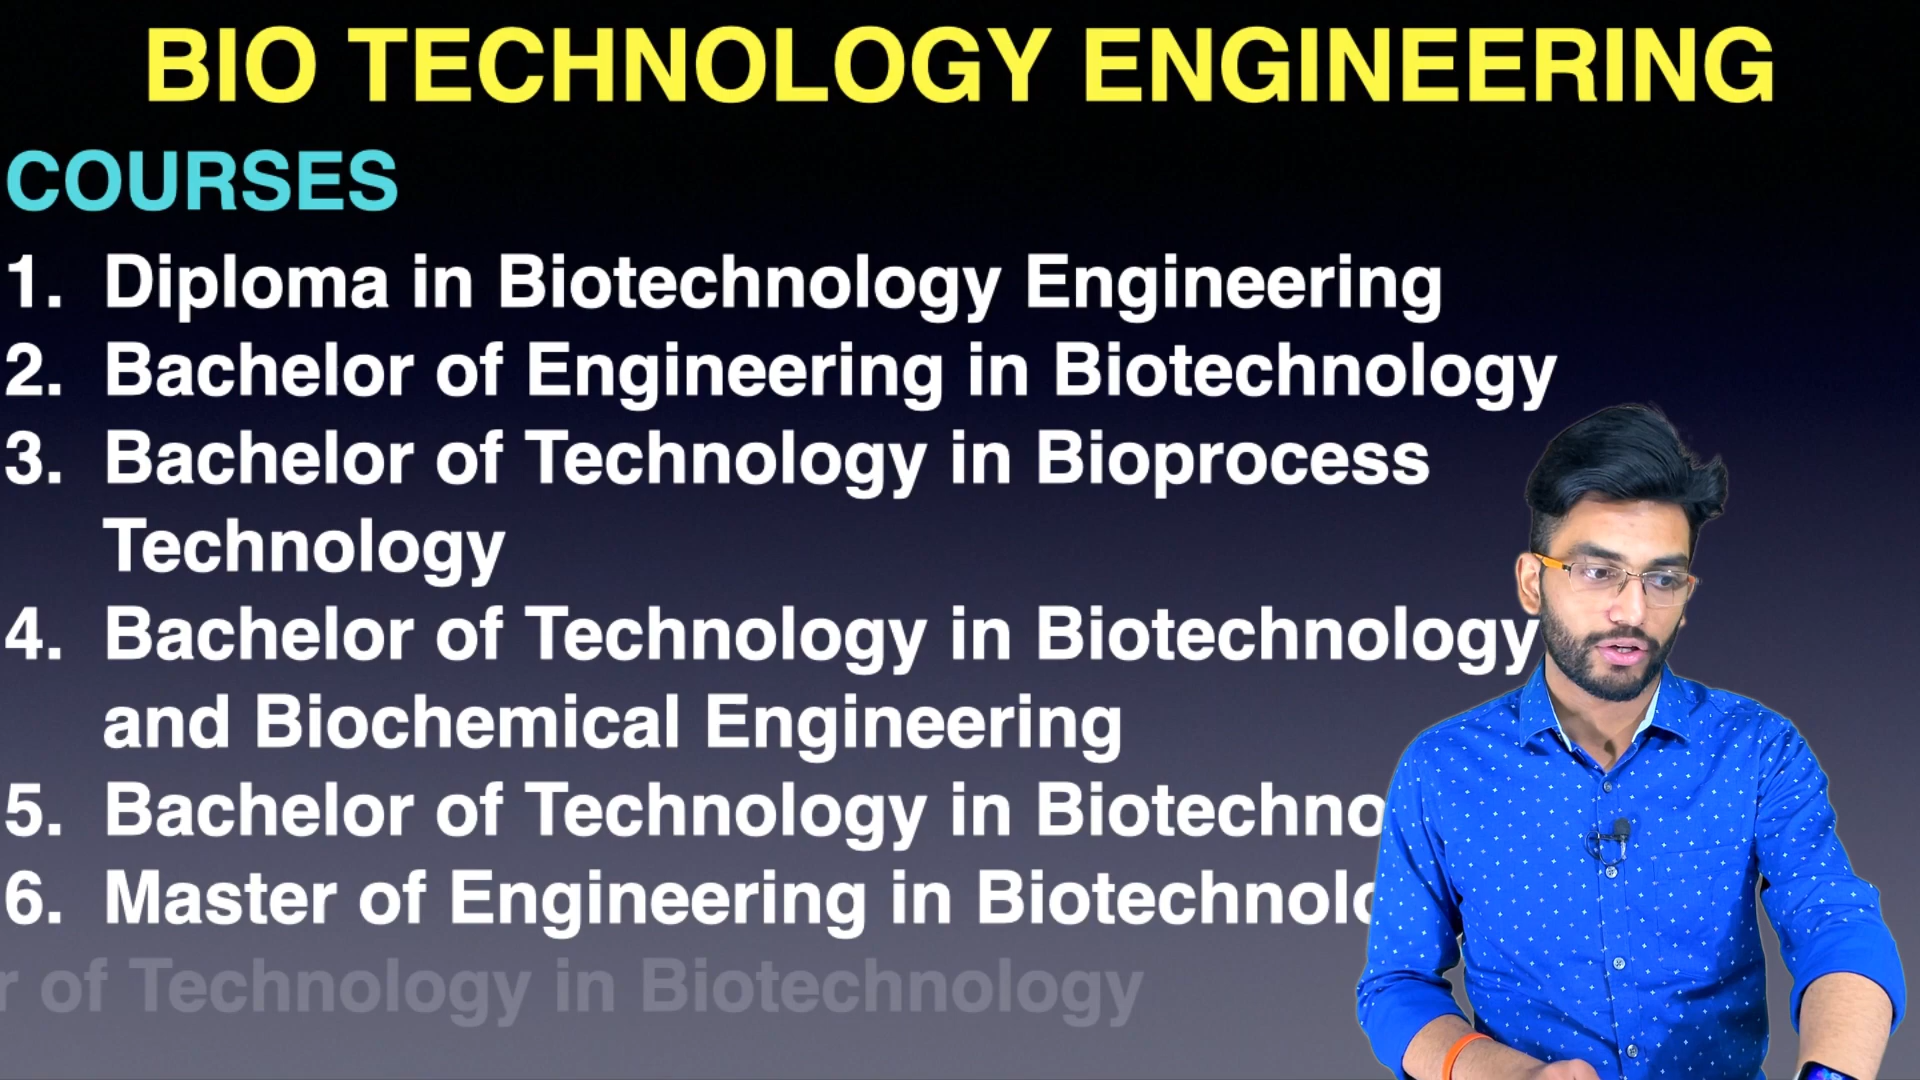 BIO TECHNOLOGY ENGINEERING
COURSES
1. Diploma in Biotechnology Engineering
2. Bachelor of Engineering in Biotechnology
3. Bachelor of Technology in Bioprocess
Technology
4. Bachelor of Technology in Biotechnology
and Biochemical Engineering
5. Bachelor of Technology in
6. Master of Engineering in
of Technology in Biotechnology